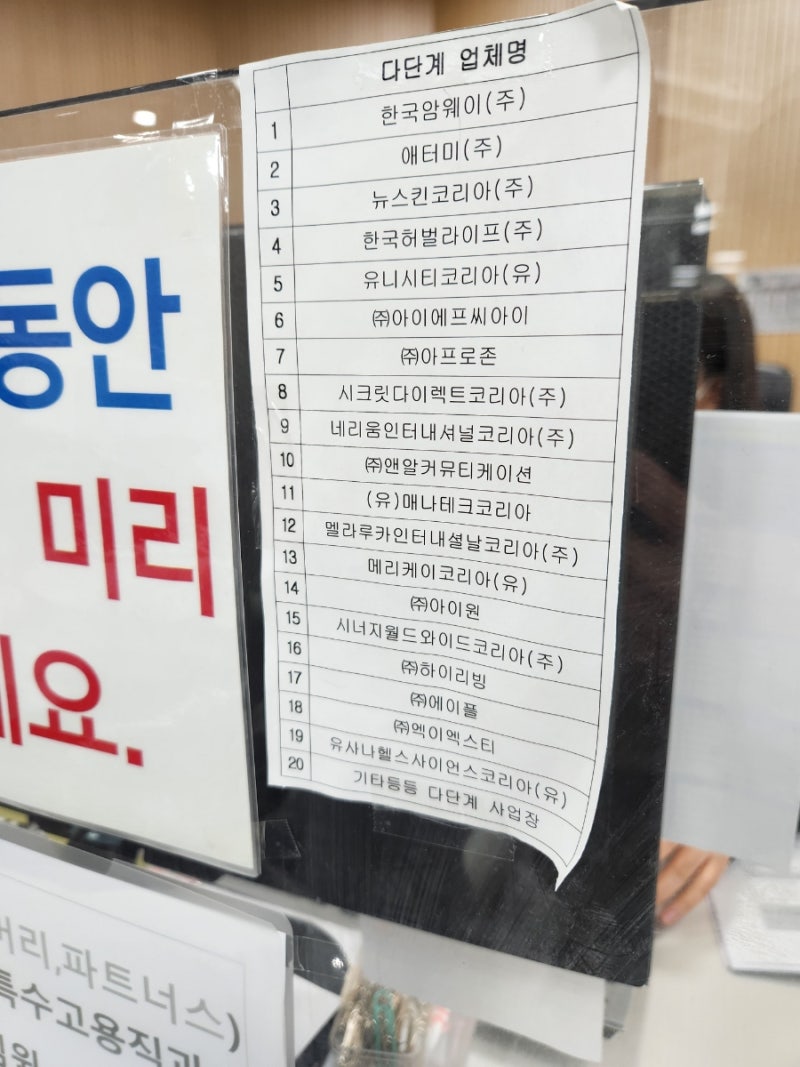 다단계 업체명
1 한국암웨이(주)
2 애터미(주)
3 뉴스킨코리아(주)
4 한국허벌라이프(주)
5 유니시티코리아(유)
6 ㈜아이에프씨아이
7 ㈜아프로존
8 시크릿다이렉트코리아(주)
9 네리움인터내셔널코리아(주)
10 ㈜앤알커뮤티케이션
11 (유)매나테크코리아
12 멜라루카인터내셜날코리아(주)
13 메리케이코리아(유)
14 ㈜아이원
15 시너지월드와이드코리아(주)
16 ㈜하이리빙
17 ㈜에이플
18 ㈜엑이엑스티
19 유사나헬스사이언스코리아(유)
20 기타등등 다단계 사업장
동안
미리
요.
리,파트너스)
특수고용직과